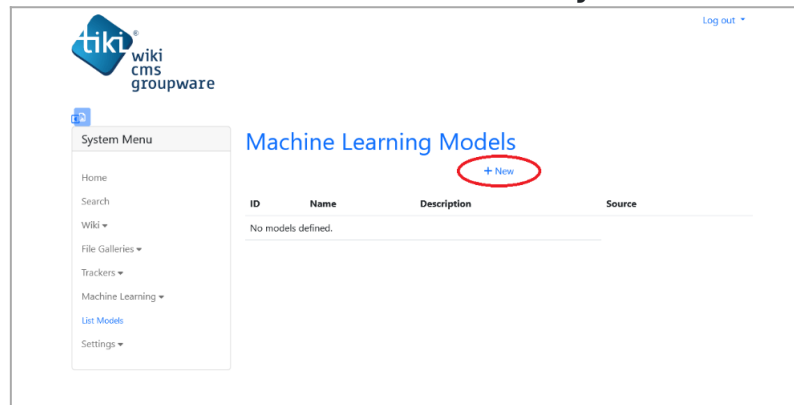 Log out
tiki®
wiki
cms
groupware
System Menu
Machine Learning Models
+ New
Home
Search
ID Name Description Source
Wiki
No models defined.
File Galleries
Trackers
Machine Learning
List Models
Settings